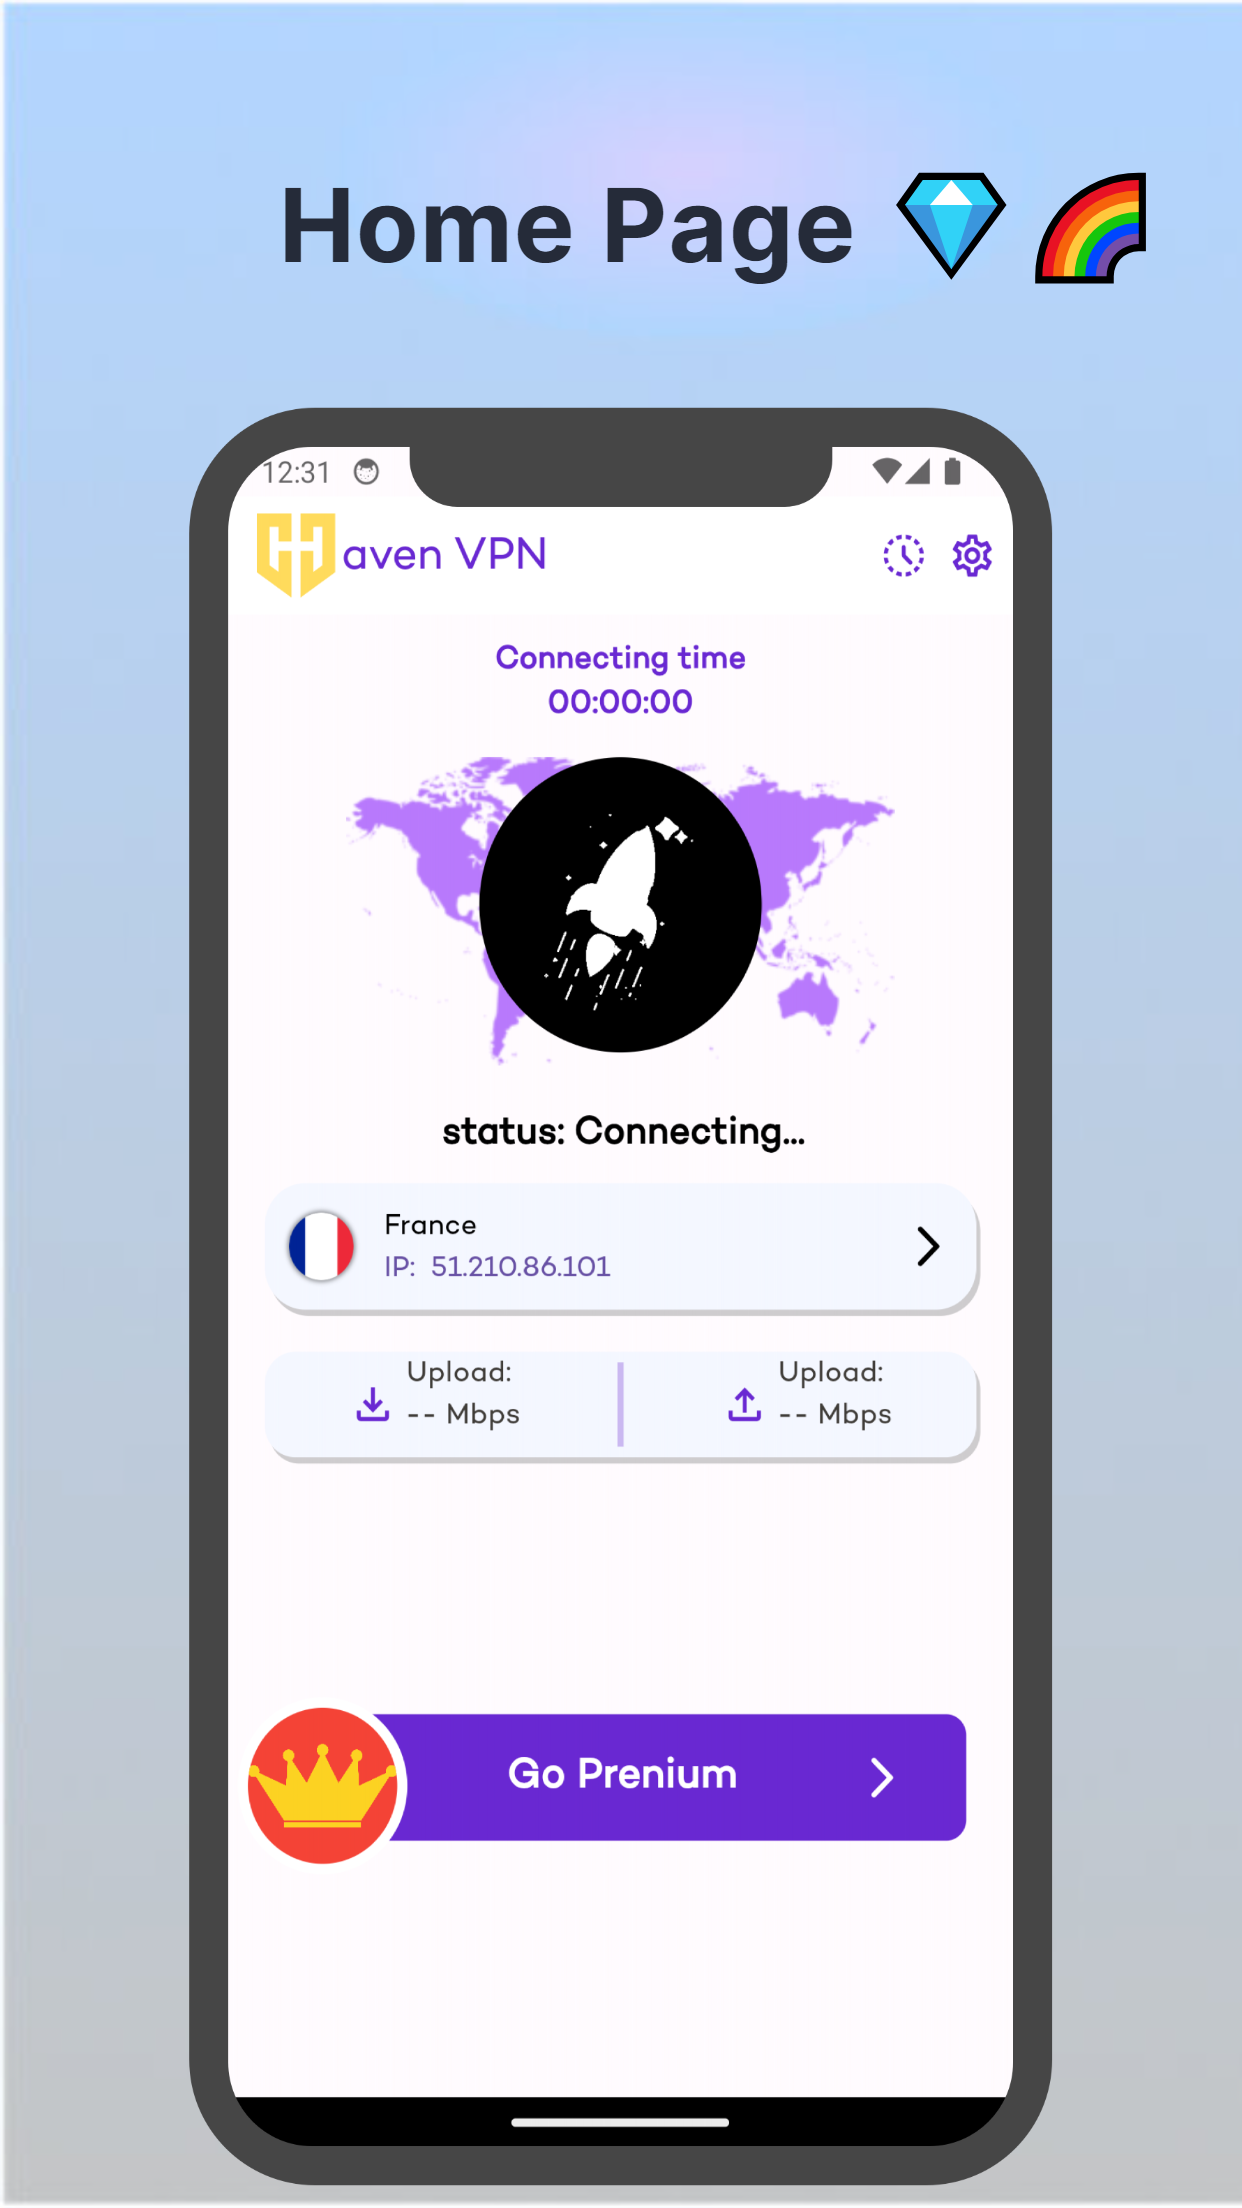 Home Page 💎 🌈
12:31
Haven VPN
Connecting time
00:00:00
status: Connecting...
France
IP: 51.210.86.101
Upload:
-- Mbps
Upload:
-- Mbps
Go Prenium